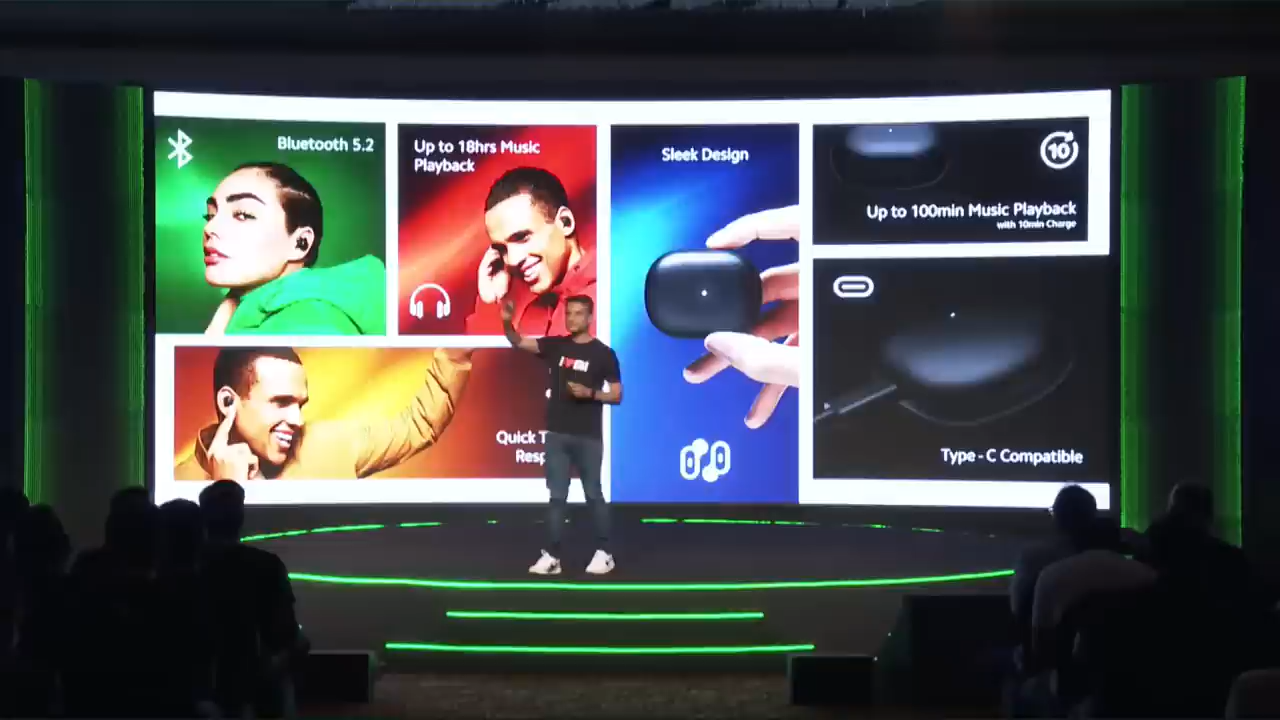 Bluetooth 5.2
Up to 18hrs Music
Playback
Sleek Design
10
Up to 100min Music Playback
with 10min Charge
Quick
Type - C Compatible